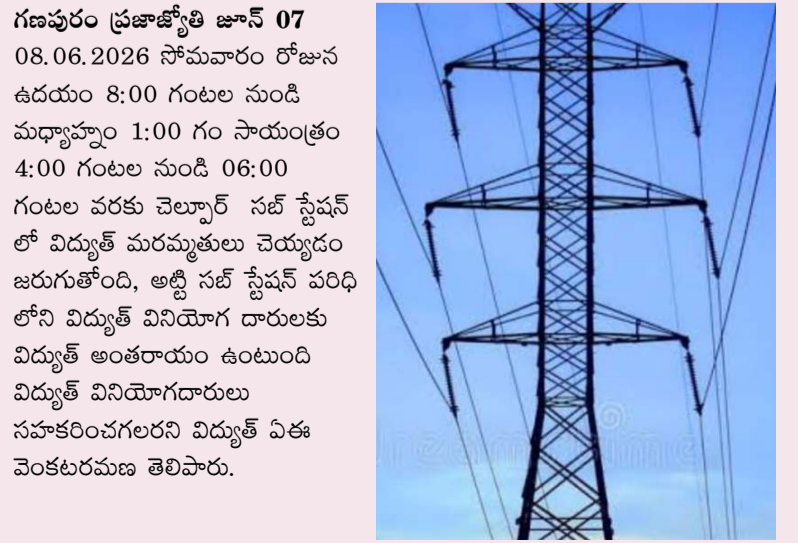 గణపురం ప్రజాజ్యోతి జూన్ 07
08.06.2026 సోమవారం రోజున
ఉదయం 8:00 గంటల నుండి
మధ్యాహ్నం 1:00 గం సాయంత్రం
4:00 గంటల నుండి 06:00
గంటల వరకు చెల్పూర్ సబ్ స్టేషన్
లో విద్యుత్ మరమ్మతులు చెయ్యడం
జరుగుతోంది, అట్టి సబ్ స్టేషన్ పరిధి
లోని విద్యుత్ వినియోగ దారులకు
విద్యుత్ అంతరాయం ఉంటుంది
విద్యుత్ వినియోగదారులు
సహకరించగలరని విద్యుత్ ఏఈ
వెంకటరమణ తెలిపారు.